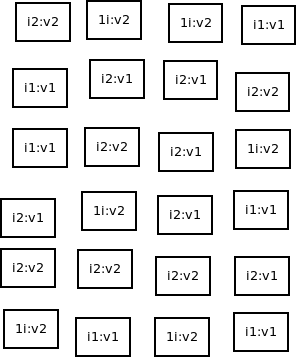 i2:v2 1i:v2 1i:v2 i1:v1
i1:v1 i2:v1 i2:v1 i2:v2
i1:v1 i2:v2 i2:v1 1i:v2
i2:v1 1i:v2 i2:v1 i1:v1
i2:v2 i2:v2 i2:v2 i2:v1
1i:v2 i1:v1 1i:v2 i1:v1